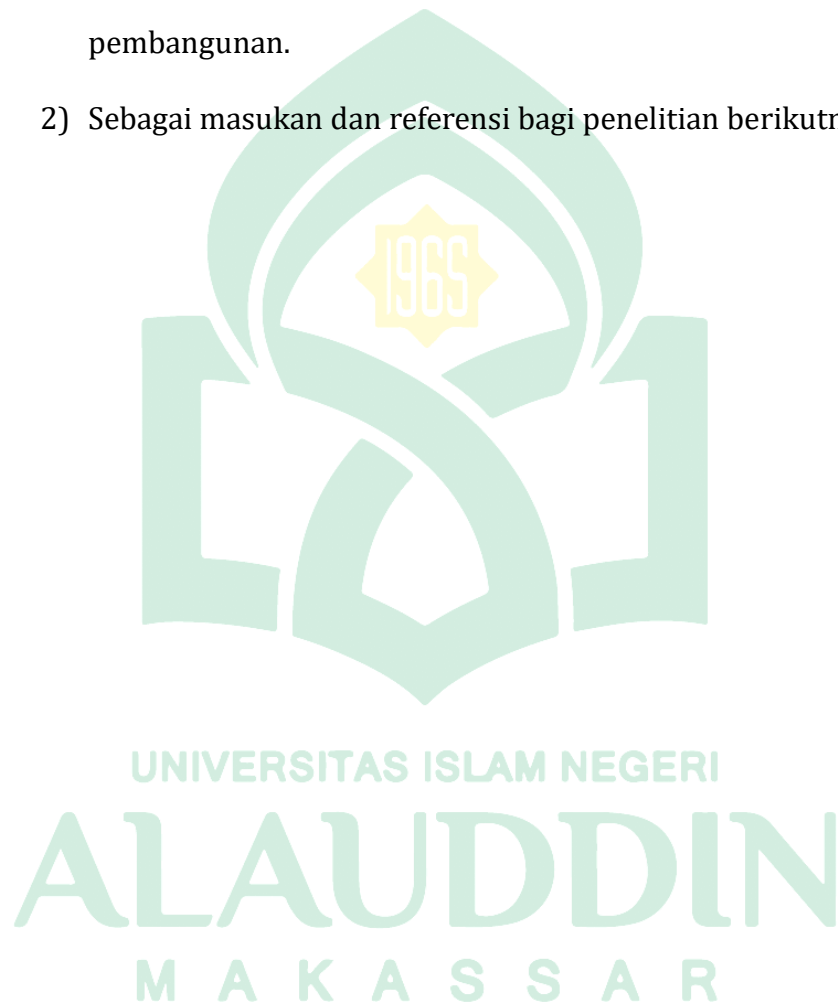 pembangunan.
2) Sebagai masukan dan referensi bagi penelitian berikutn
1965
UNIVERSITAS ISLAM NEGERI
ALAUDDIN
MAKASSAR